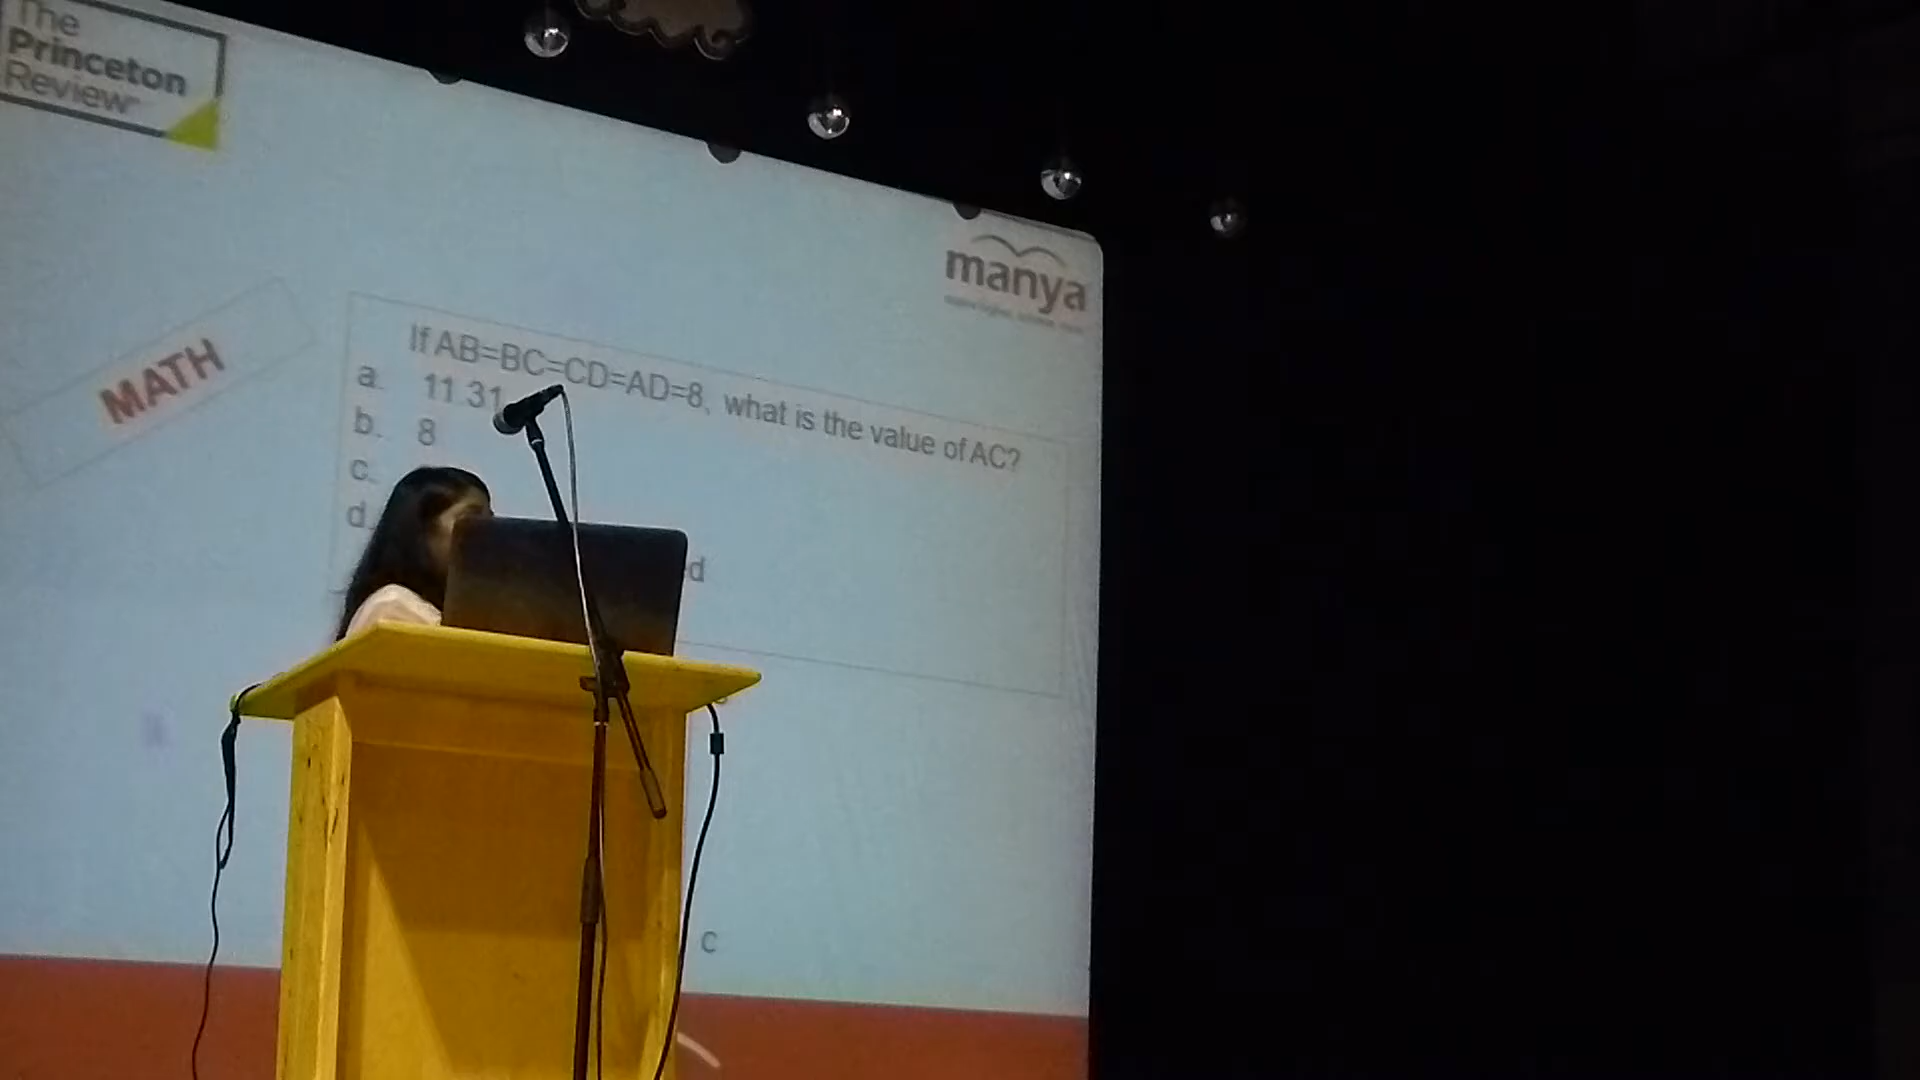 The
Princeton
Review
manya
MATH
If AB=BC=CD=AD=8, what is the value of AC?
a. 11.31
b. 8
c.
d.
d
C